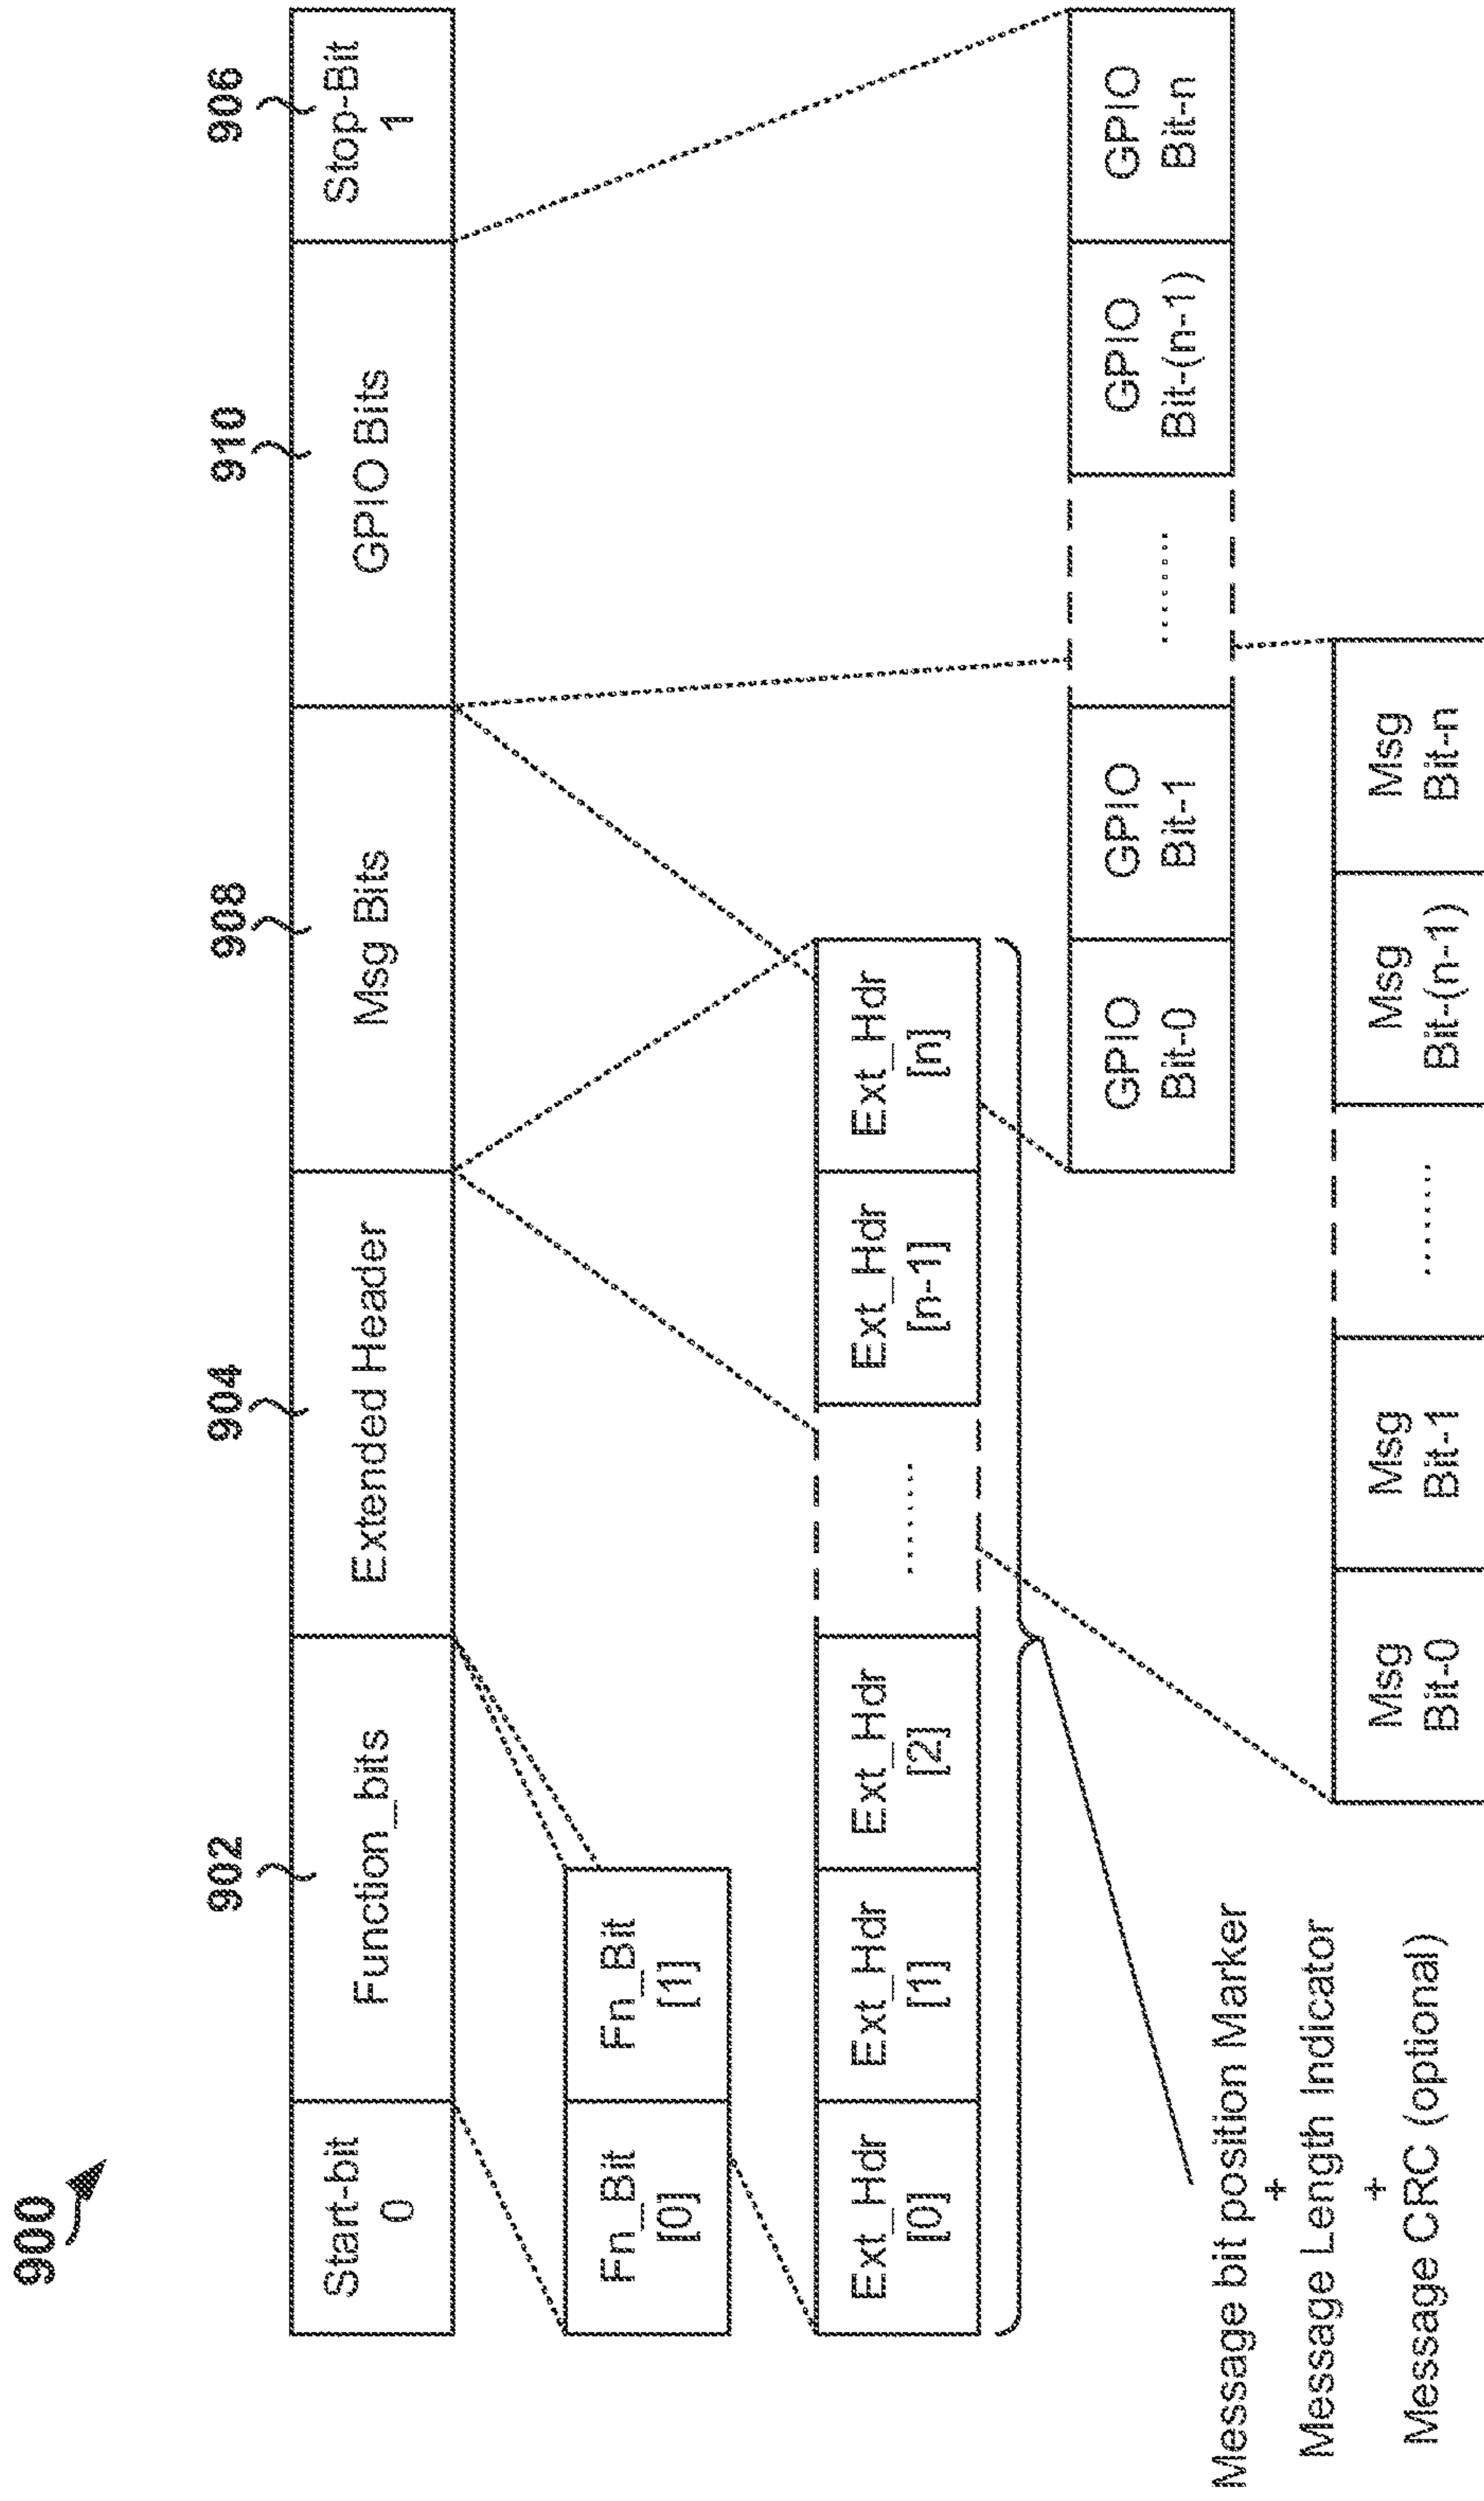 900
902
904
908
910
906
Start-bit
0
Function_bits
Extended Header
Msg Bits
GPIO Bits
Stop-Bit
1
Fn_Bit
[0]
Fn_Bit
[1]
Ext_Hdr
[0]
Ext_Hdr
[1]
Ext_Hdr
[2]
.......
Ext_Hdr
[n-1]
Ext_Hdr
[n]
GPIO
Bit-0
GPIO
Bit-1
.......
GPIO
Bit-(n-1)
GPIO
Bit-n
Message bit position Marker
+
Message Length Indicator
+
Message CRC (optional)
Msg
Bit-0
Msg
Bit-1
.......
Msg
Bit-(n-1)
Msg
Bit-n